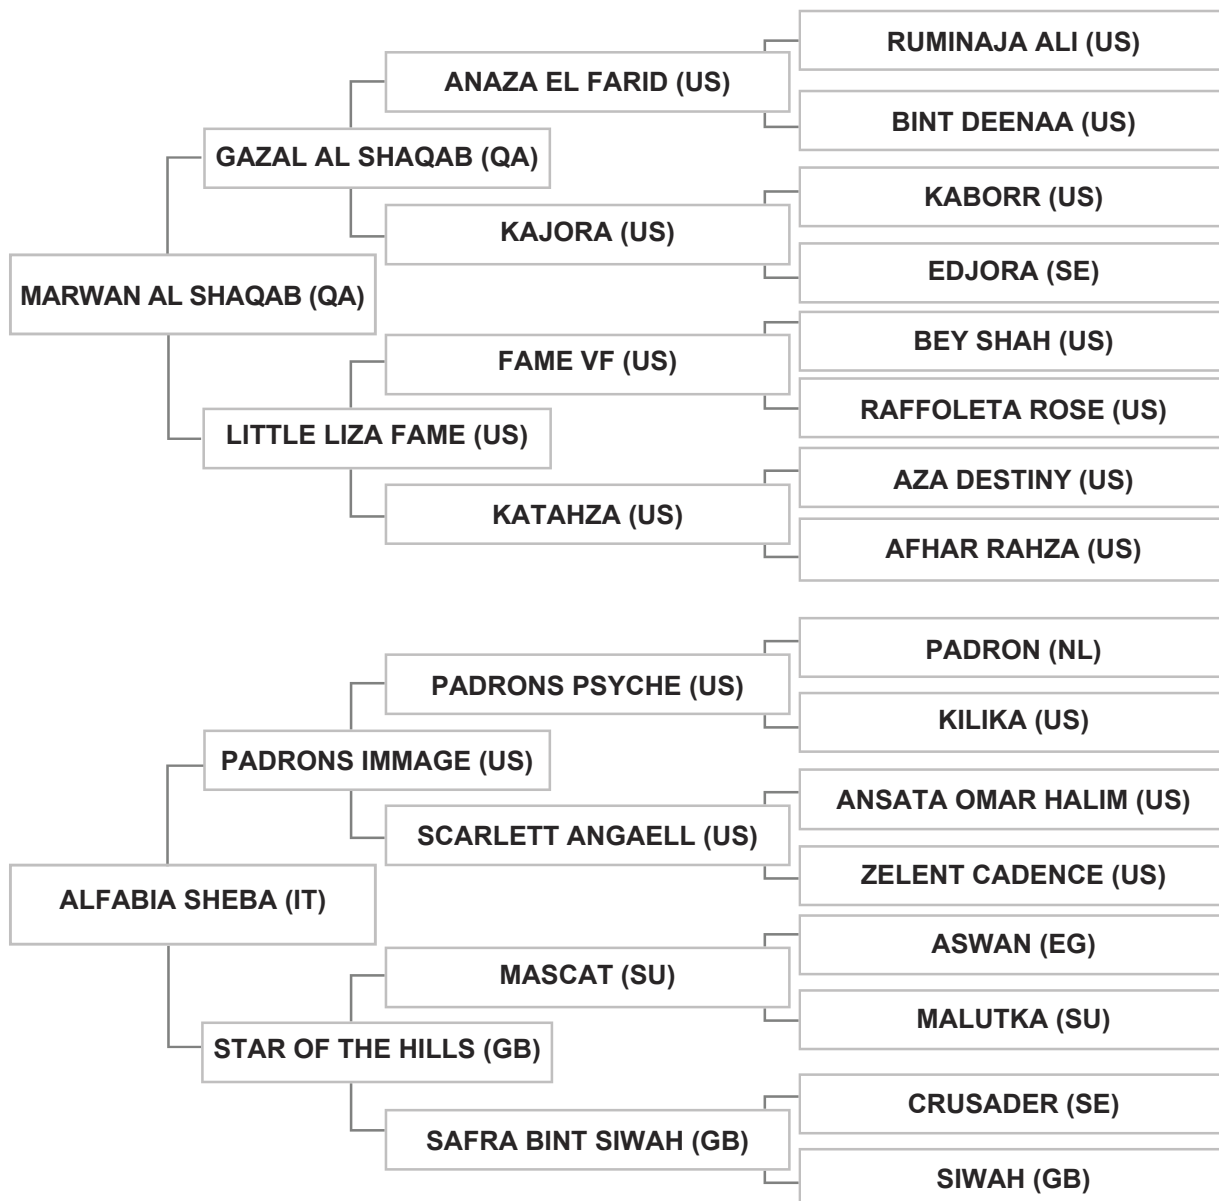 RUMINAJA ALI (US)
ANAZA EL FARID (US)
BINT DEENAA (US)
GAZAL AL SHAQAB (QA)
KABORR (US)
KAJORA (US)
EDJORA (SE)
MARWAN AL SHAQAB (QA)
BEY SHAH (US)
FAME VF (US)
RAFFOLETA ROSE (US)
LITTLE LIZA FAME (US)
AZA DESTINY (US)
KATAHZA (US)
AFHAR RAHZA (US)
PADRON (NL)
PADRONS PSYCHE (US)
KILIKA (US)
PADRONS IMMAGE (US)
ANSATA OMAR HALIM (US)
SCARLETT ANGAELL (US)
ZELENT CADENCE (US)
ALFABIA SHEBA (IT)
ASWAN (EG)
MASCAT (SU)
MALUTKA (SU)
STAR OF THE HILLS (GB)
CRUSADER (SE)
SAFRA BINT SIWAH (GB)
SIWAH (GB)